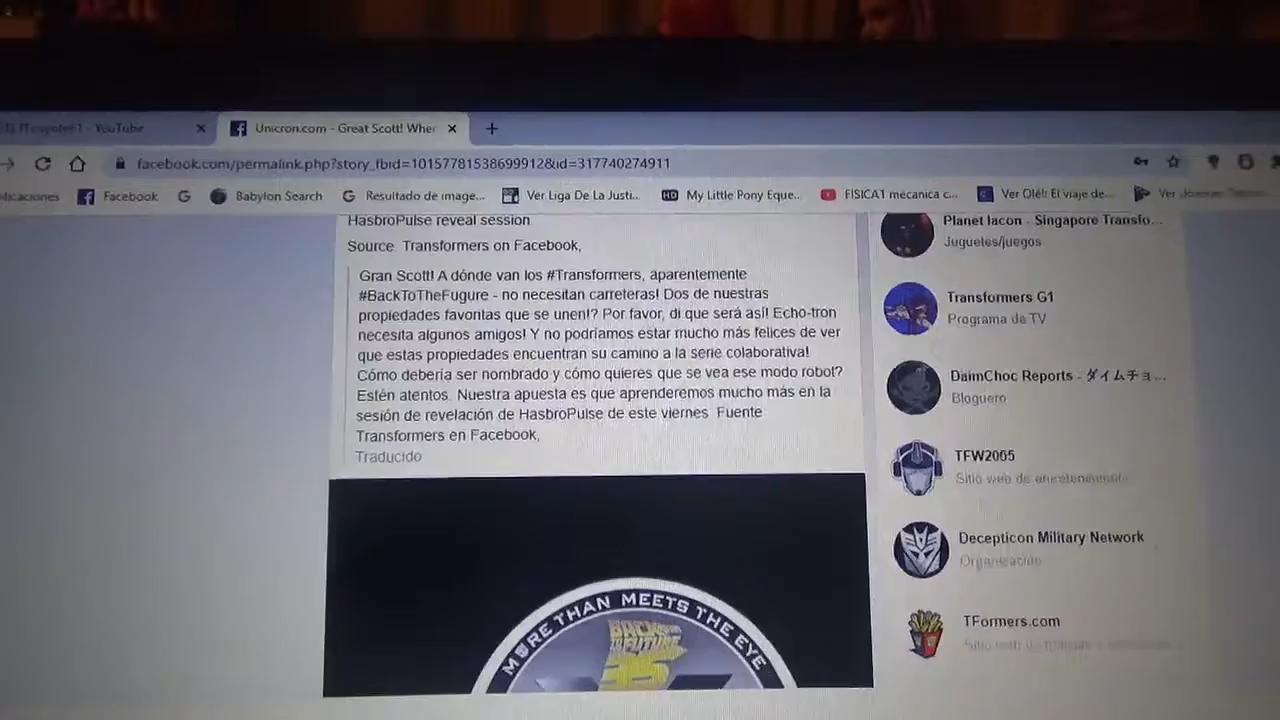 YouTube
Unicron.com - Great Scott! Wher
facebook.com/permalink.php?story_fbid=10157781538699912&id=317740274911
Facebook
G
Babylon Search
Resultado de image...
Ver Liga De La Justi...
HD
My Little Pony Eque...
FISICA1 mecanica c...
Ver Olé!! El viaje de...
HasbroPulse reveal session
Source Transformers on Facebook,
Gran Scott! A dónde van los #Transformers, aparentemente
#BackToTheFugure - no necesitan carreteras! Dos de nuestras
propiedades favoritas que se unen!? Por favor, di que será así! Echo-tron
necesita algunos amigos! Y no podríamos estar mucho más felices de ver
que estas propiedades encuentran su camino a la serie colaborativa!
Cómo debería ser nombrado y cómo quieres que se vea ese modo robot?
Estén atentos. Nuestra apuesta es que aprenderemos mucho más en la
sesión de revelación de HasbroPulse de este viernes Fuente
Transformers en Facebook,
Traducido
MORE THAN MEETS THE EYE
BACK
TO THE FUTURE
35
Planet Iacon - Singapore Transfo...
Juguetes/juegos
Transformers G1
Programa de TV
DaimChoc Reports - ダイムチョ...
Bloguero
TFW2005
Sitio web de entretenimiento
Decepticon Military Network
Organización
TFormers.com